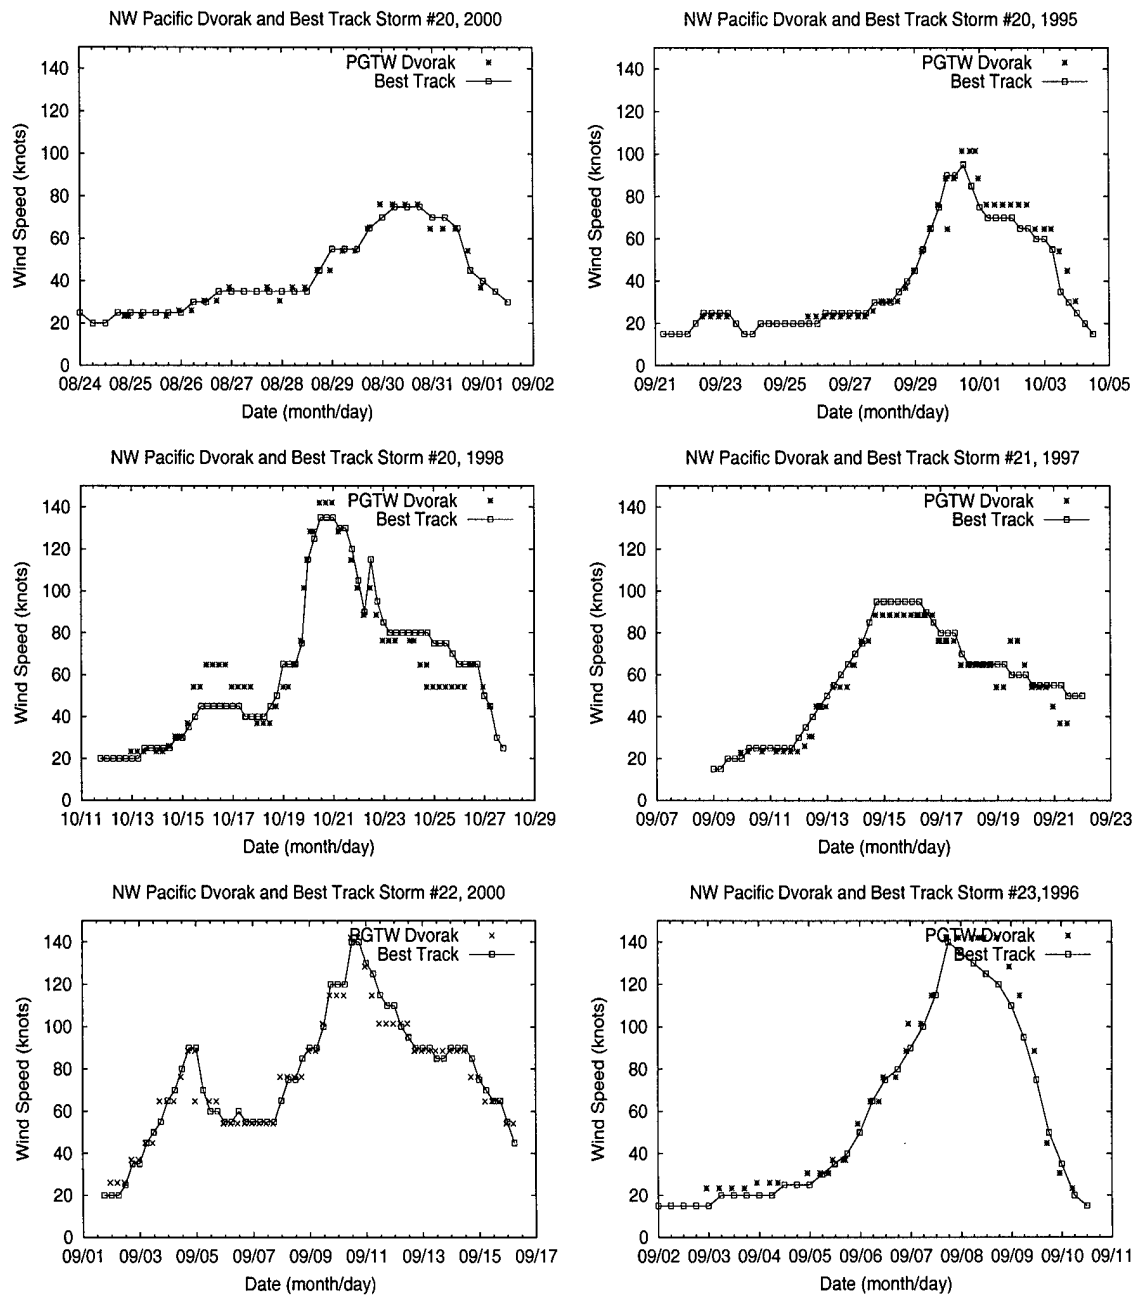 NW Pacific Dvorak and Best Track Storm #20, 2000
PGTW Dvorak
Best Track
Wind Speed (knots)
140
120
100
80
60
40
20
0
08/24 08/25 08/26 08/27 08/28 08/29 08/30 08/31 09/01 09/02
Date (month/day)
NW Pacific Dvorak and Best Track Storm #20, 1995
PGTW Dvorak
Best Track
Wind Speed (knots)
140
120
100
80
60
40
20
0
09/21 09/23 09/25 09/27 09/29 10/01 10/03 10/05
Date (month/day)
NW Pacific Dvorak and Best Track Storm #20, 1998
PGTW Dvorak
Best Track
Wind Speed (knots)
140
120
100
80
60
40
20
0
10/11 10/13 10/15 10/17 10/19 10/21 10/23 10/25 10/27 10/29
Date (month/day)
NW Pacific Dvorak and Best Track Storm #21, 1997
PGTW Dvorak
Best Track
Wind Speed (knots)
140
120
100
80
60
40
20
0
09/07 09/09 09/11 09/13 09/15 09/17 09/19 09/21 09/23
Date (month/day)
NW Pacific Dvorak and Best Track Storm #22, 2000
PGTW Dvorak
Best Track
Wind Speed (knots)
140
120
100
80
60
40
20
0
09/01 09/03 09/05 09/07 09/09 09/11 09/13 09/15 09/17
Date (month/day)
NW Pacific Dvorak and Best Track Storm #23,1996
PGTW Dvorak
Best Track
Wind Speed (knots)
140
120
100
80
60
40
20
0
09/02 09/03 09/04 09/05 09/06 09/07 09/08 09/09 09/10 09/11
Date (month/day)